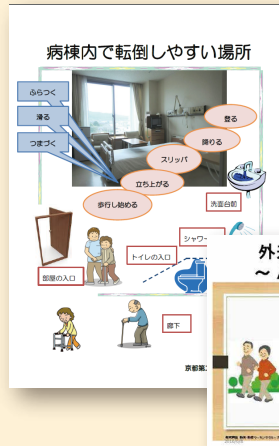 病棟内で転倒しやすい場所
ふらつく
滑る
つまづく
登る
降りる
スリッパ
立ち上がる
歩行し始める
洗面台前
シャワー
トイレの入口
部屋の入口
廊下
京都第
外